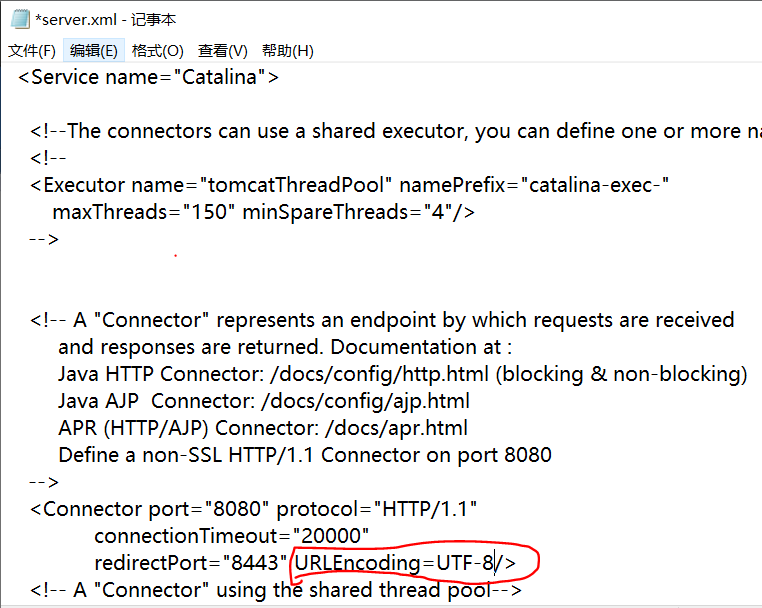 *server.xml - 记事本
文件(F) 编辑(E) 格式(O) 查看(V) 帮助(H)
<Service name="Catalina">
<!--The connectors can use a shared executor, you can define one or more na
<!--
<Executor name="tomcatThreadPool" namePrefix="catalina-exec-"
maxThreads="150" minSpareThreads="4"/>
-->
<!-- A "Connector" represents an endpoint by which requests are received
and responses are returned. Documentation at :
Java HTTP Connector: /docs/config/http.html (blocking & non-blocking)
Java AJP  Connector: /docs/config/ajp.html
APR (HTTP/AJP) Connector: /docs/apr.html
Define a non-SSL HTTP/1.1 Connector on port 8080
-->
<Connector port="8080" protocol="HTTP/1.1"
connectionTimeout="20000"
redirectPort="8443" URLEncoding=UTF-8/>
<!-- A "Connector" using the shared thread pool-->